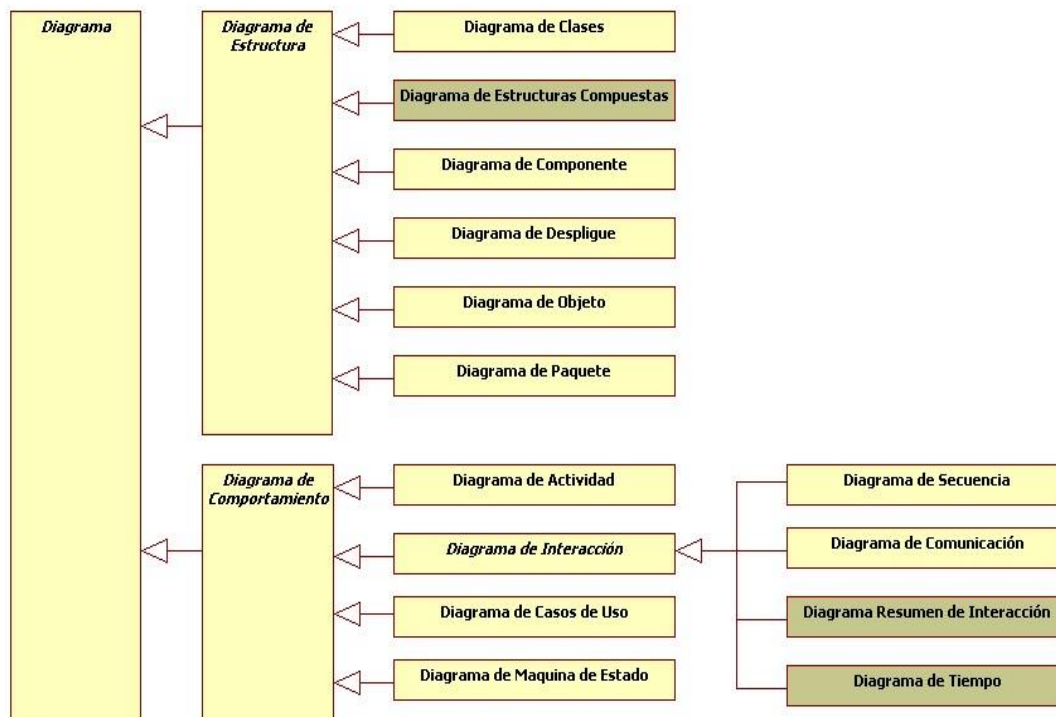 Diagrama
Diagrama de
Estructura
Diagrama de Clases
Diagrama de Estructuras Compuestas
Diagrama de Componente
Diagrama de Despligue
Diagrama de Objeto
Diagrama de Paquete
Diagrama de
Comportamiento
Diagrama de Actividad
Diagrama de Interacción
Diagrama de Casos de Uso
Diagrama de Maquina de Estado
Diagrama de Secuencia
Diagrama de Comunicación
Diagrama Resumen de Interacción
Diagrama de Tiempo